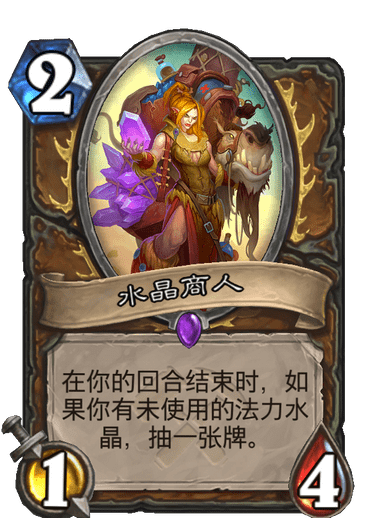 2
水晶商人
在你的回合结束时，如
果你有未使用的法力水
晶，抽一张牌。
1
4